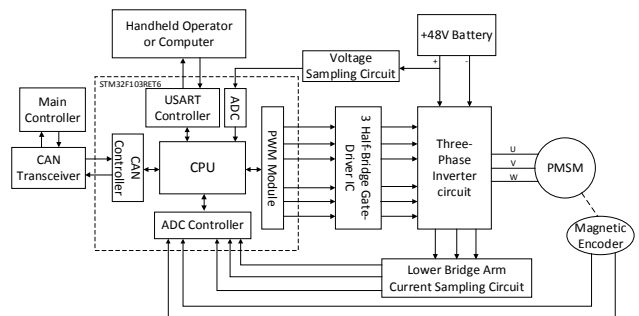 Handheld Operator
or Computer
+48V Battery
Voltage
Sampling Circuit
+
-
STM32F103RET6
Main
Controller
USART
Controller
ADC
CAN
Transceiver
CAN
Controller
CPU
PWM Module
3 Half-Bridge Gate-
Driver IC
Three-
Phase
Inverter
circuit
U
V
W
PMSM
ADC Controller
Magnetic
Encoder
Lower Bridge Arm
Current Sampling Circuit